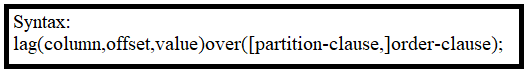 Syntax:
lag(column,offset,value)over([partition-clause,]order-clause);